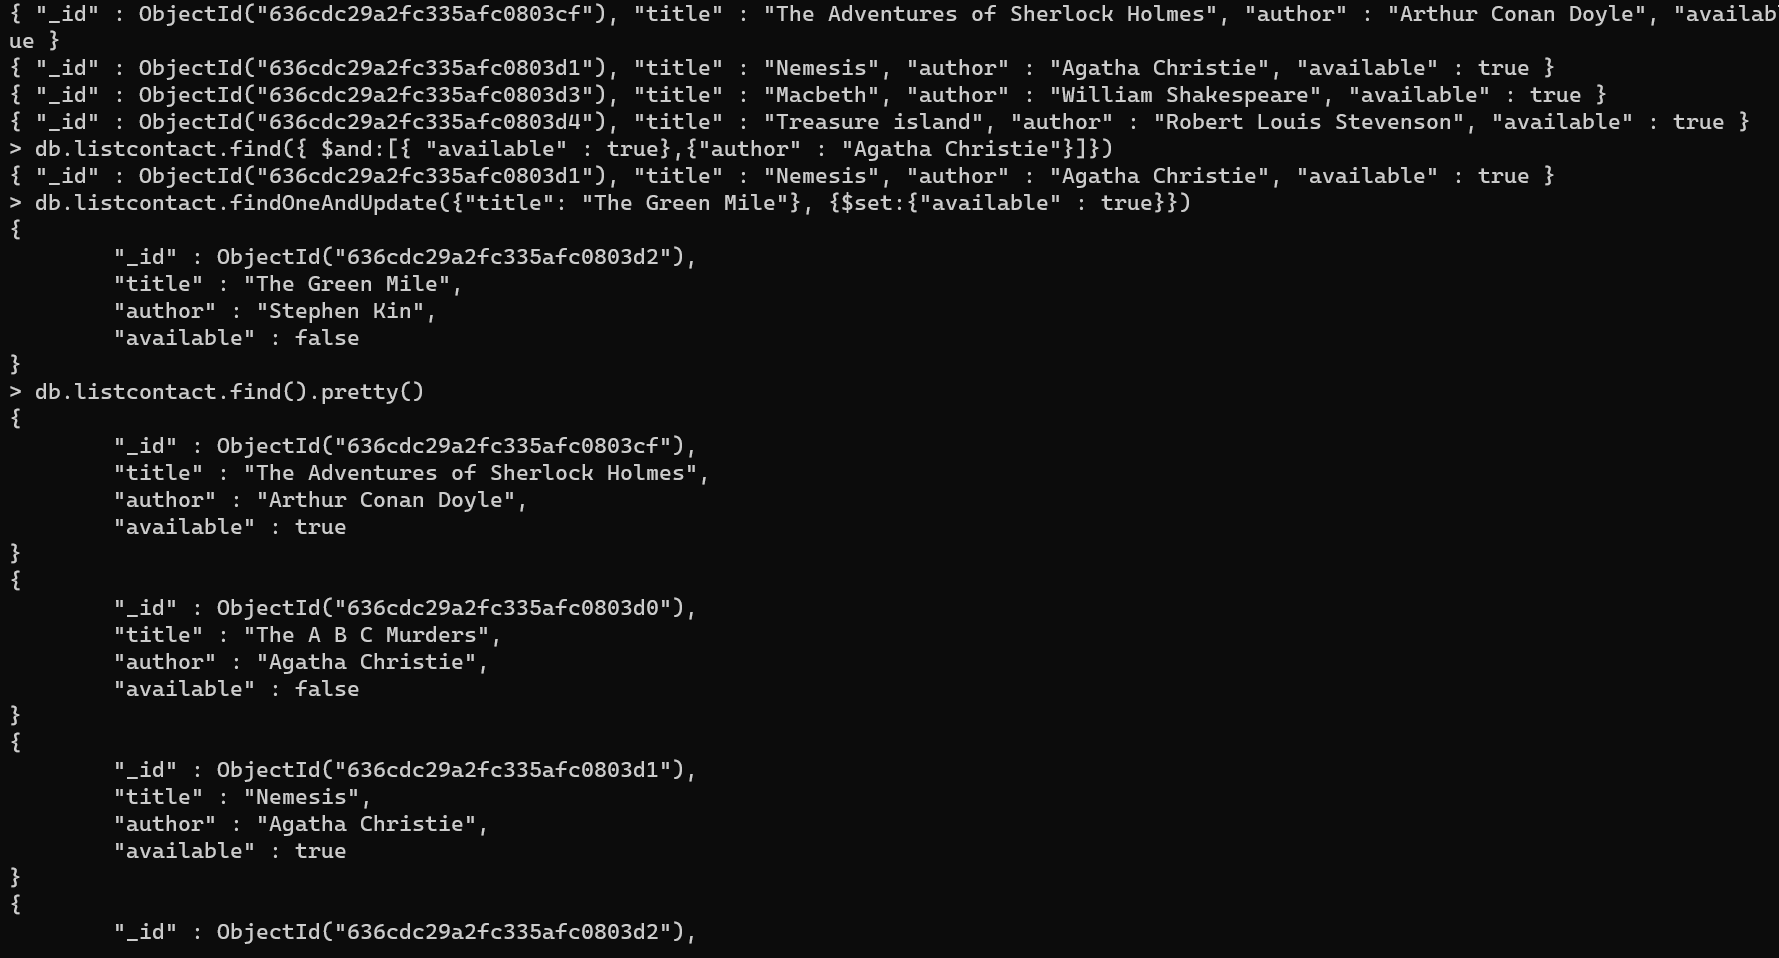 { "_id" : ObjectId("636cdc29a2fc335afc0803cf"), "title" : "The Adventures of Sherlock Holmes", "author" : "Arthur Conan Doyle", "availab
ue }
{ "_id" : ObjectId("636cdc29a2fc335afc0803d1"), "title" : "Nemesis", "author" : "Agatha Christie", "available" : true }
{ "_id" : ObjectId("636cdc29a2fc335afc0803d3"), "title" : "Macbeth", "author" : "William Shakespeare", "available" : true }
{ "_id" : ObjectId("636cdc29a2fc335afc0803d4"), "title" : "Treasure island", "author" : "Robert Louis Stevenson", "available" : true }
> db.listcontact.find({ $and:[{ "available" : true},{"author" : "Agatha Christie"}]})
{ "_id" : ObjectId("636cdc29a2fc335afc0803d1"), "title" : "Nemesis", "author" : "Agatha Christie", "available" : true }
> db.listcontact.findOneAndUpdate({"title": "The Green Mile"}, {$set:{"available" : true}})
{
        "_id" : ObjectId("636cdc29a2fc335afc0803d2"),
        "title" : "The Green Mile",
        "author" : "Stephen Kin",
        "available" : false
}
> db.listcontact.find().pretty()
{
        "_id" : ObjectId("636cdc29a2fc335afc0803cf"),
        "title" : "The Adventures of Sherlock Holmes",
        "author" : "Arthur Conan Doyle",
        "available" : true
}
{
        "_id" : ObjectId("636cdc29a2fc335afc0803d0"),
        "title" : "The A B C Murders",
        "author" : "Agatha Christie",
        "available" : false
}
{
        "_id" : ObjectId("636cdc29a2fc335afc0803d1"),
        "title" : "Nemesis",
        "author" : "Agatha Christie",
        "available" : true
}
{
        "_id" : ObjectId("636cdc29a2fc335afc0803d2"),